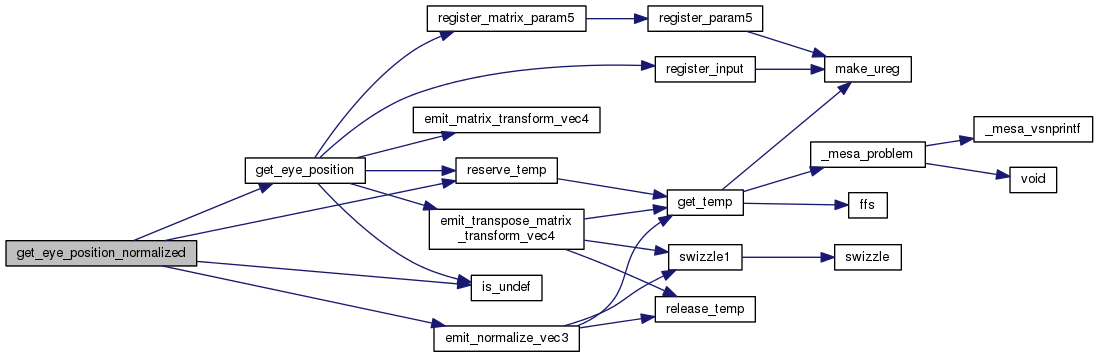 register_matrix_param5
register_param5
register_input
make_ureg
emit_matrix_transform_vec4
_mesa_vsnprintf
_mesa_problem
get_eye_position
reserve_temp
void
get_temp
ffs
emit_transpose_matrix
_transform_vec4
get_eye_position_normalized
swizzle1
swizzle
is_undef
release_temp
emit_normalize_vec3